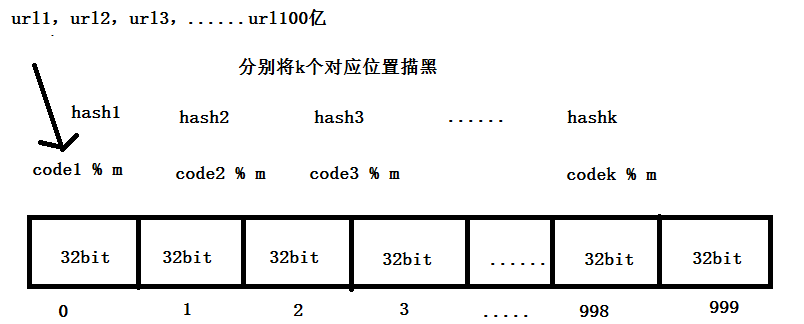 url1, url2, url3, ......url100亿
分别将k个对应位置描黑
hash1 hash2 hash3 ...... hashk
code1 % m code2 % m code3 % m codek % m
32bit 32bit 32bit 32bit ...... 32bit 32bit
0 1 2 3 ..... 998 999